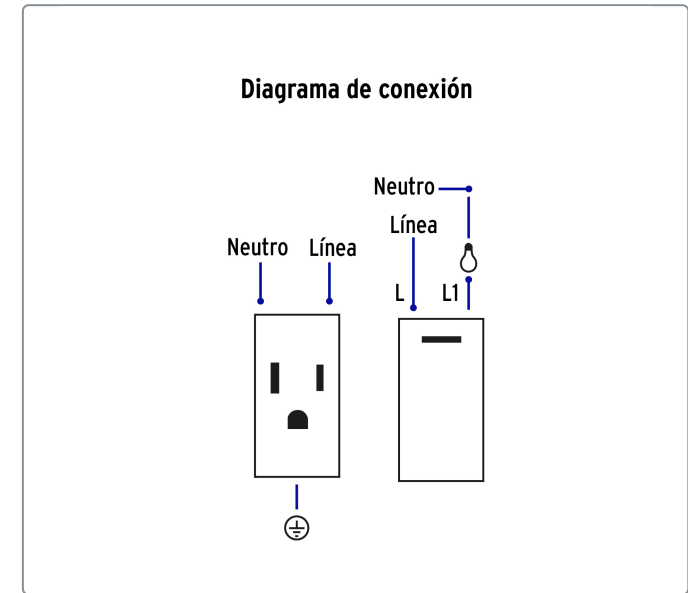 Diagrama de conexión
Neutro
Línea
Neutro Línea
L L1